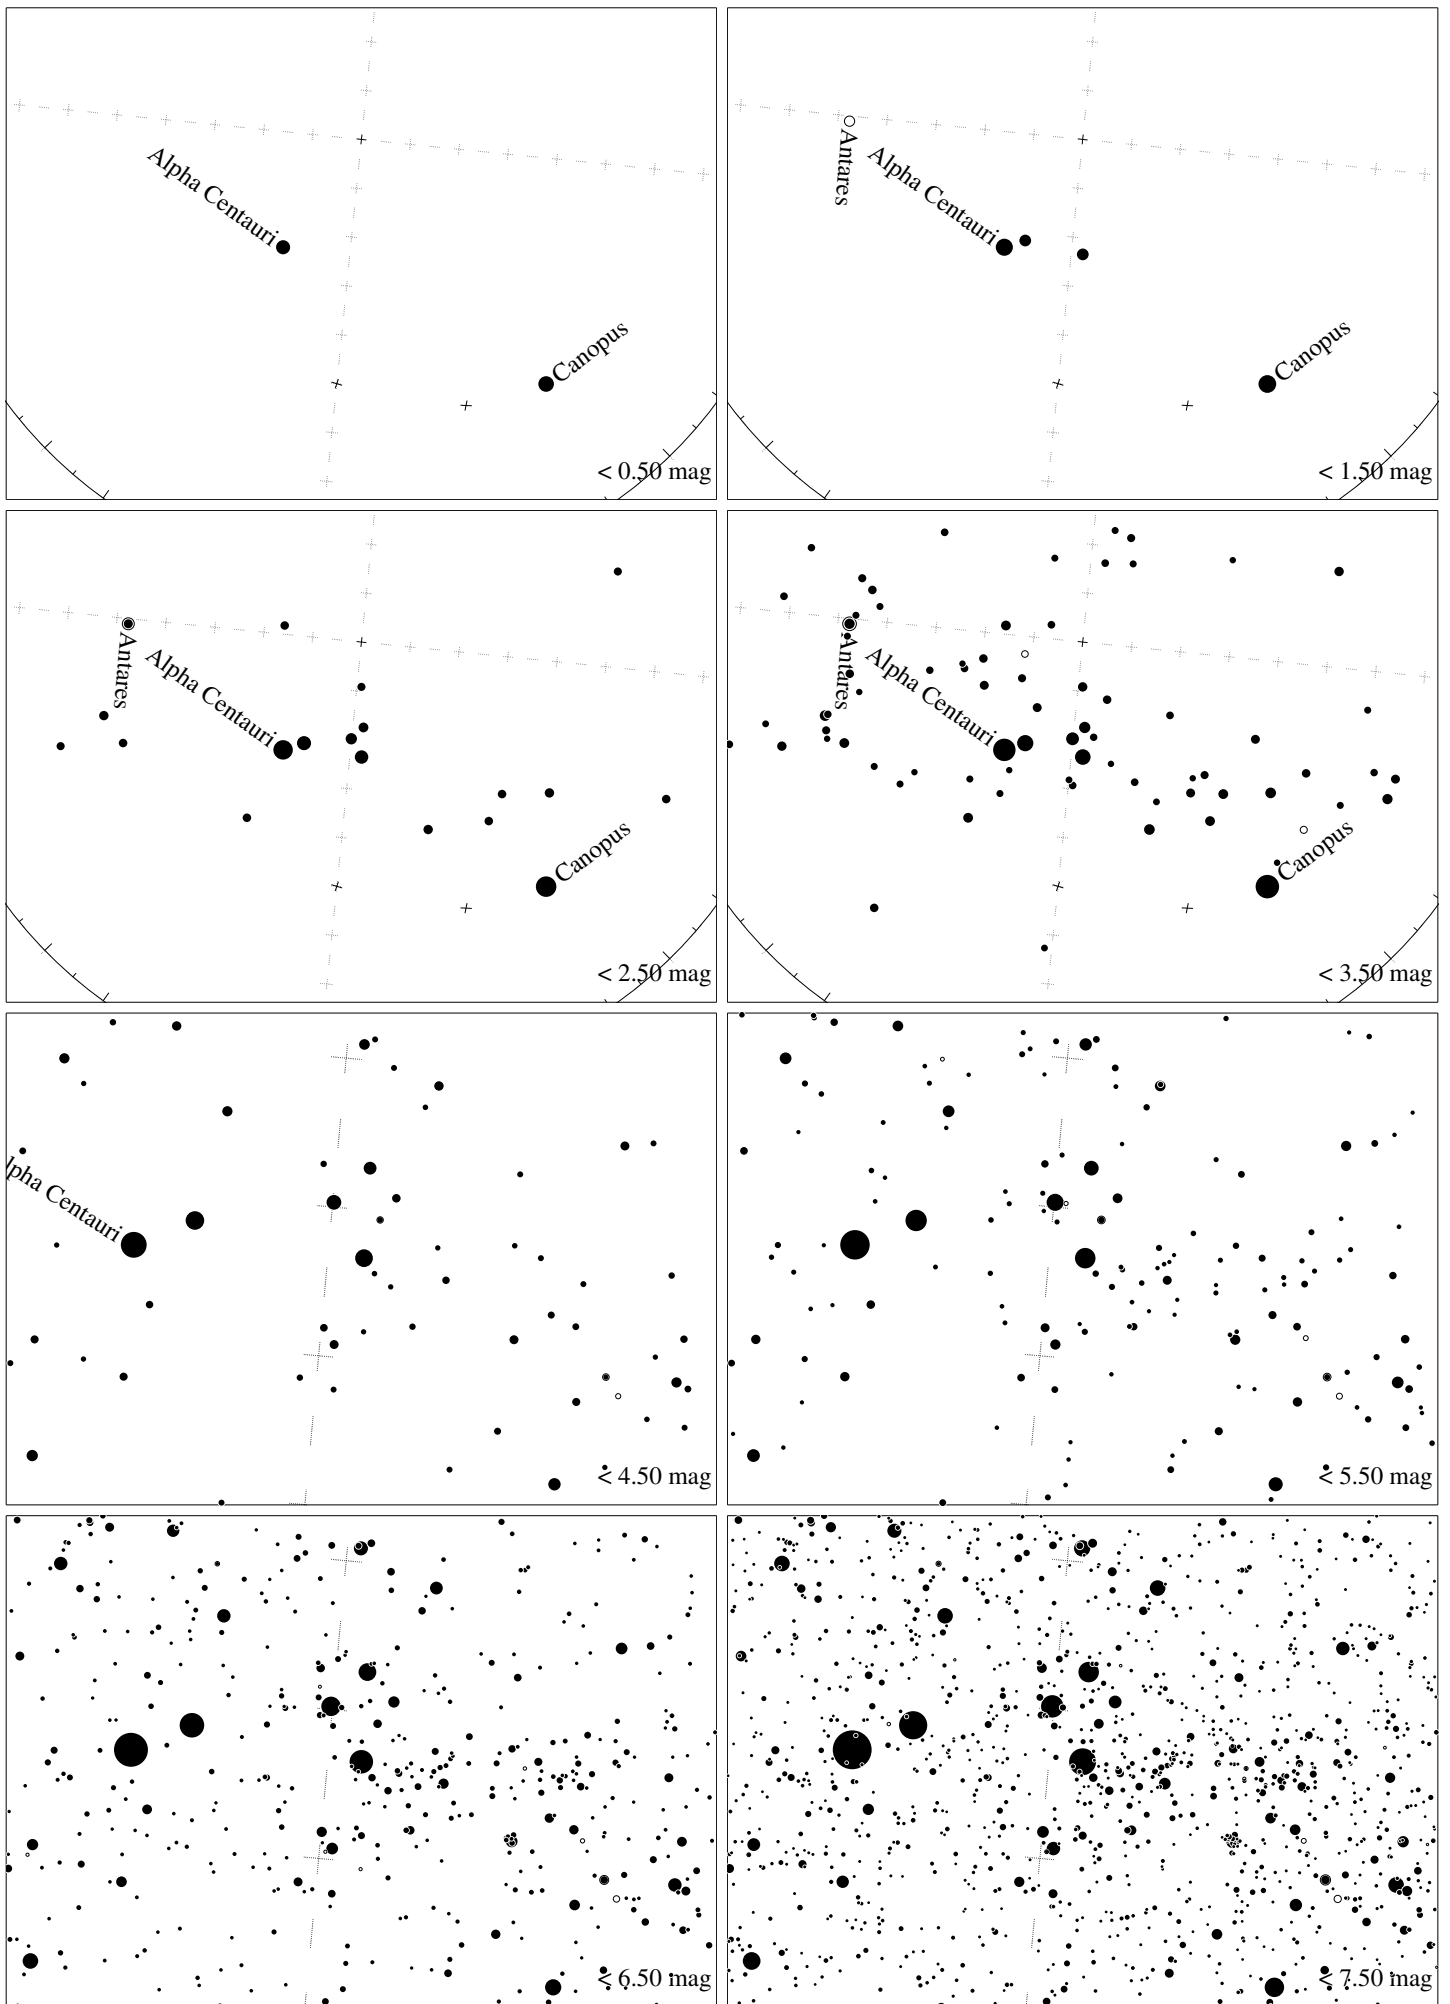 Alpha Centauri
Canopus
< 0.50 mag
Antares
Alpha Centauri
Canopus
< 1.50 mag
Antares
Alpha Centauri
Canopus
< 2.50 mag
Antares
Alpha Centauri
Canopus
< 3.50 mag
lpha Centauri
< 4.50 mag
< 5.50 mag
< 6.50 mag
< 7.50 mag